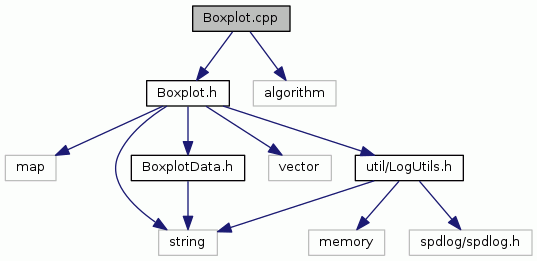 Boxplot.cpp
Boxplot.h
algorithm
map
BoxplotData.h
vector
util/LogUtils.h
string
memory
spdlog/spdlog.h